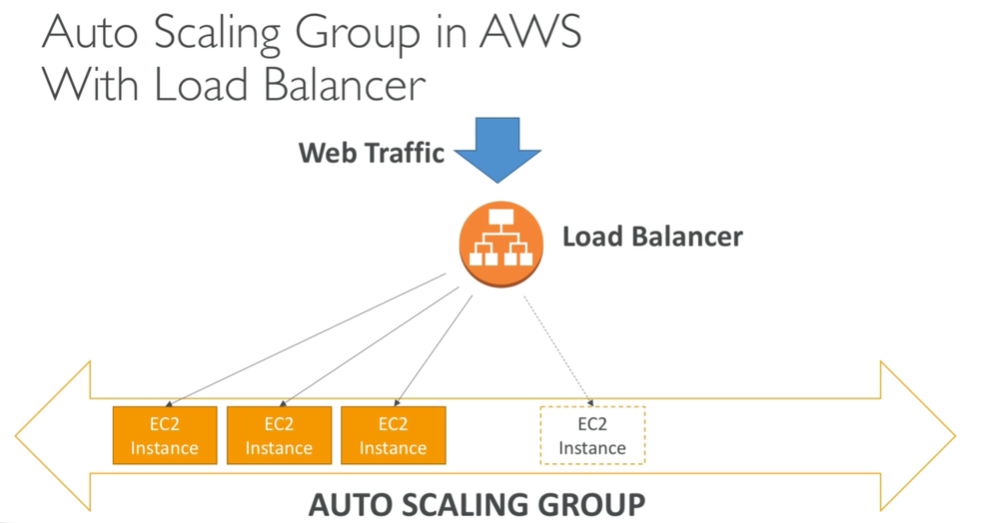 Auto Scaling Group in AWS
With Load Balancer
Web Traffic
Load Balancer
EC2
Instance
EC2
Instance
EC2
Instance
EC2
Instance
AUTO SCALING GROUP